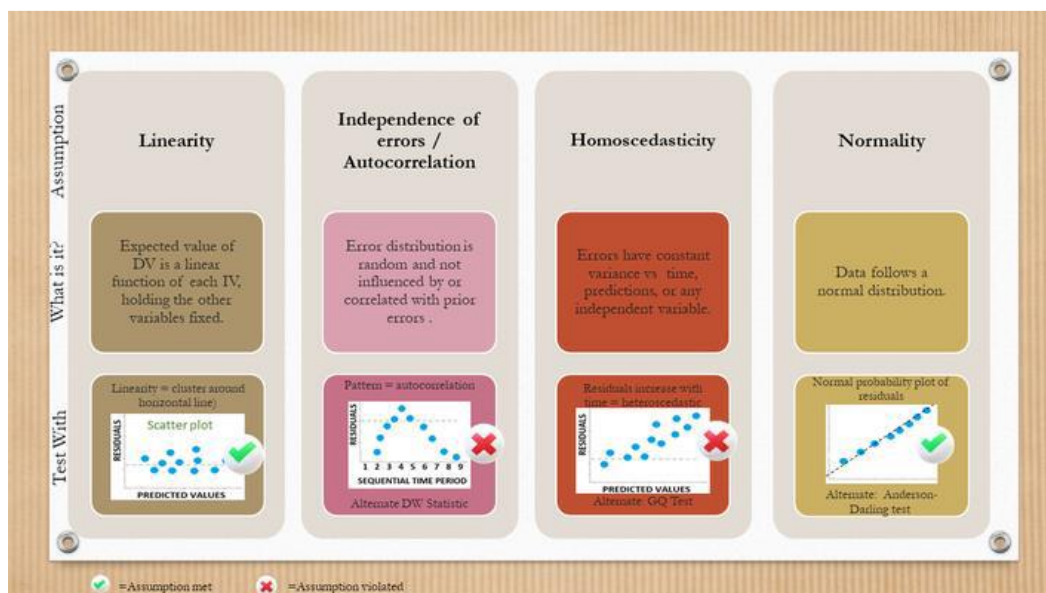 Assumption
Linearity
Independence of
errors /
Autocorrelation
Homoscedasticity
Normality
What is it?
Expected value of
DV is a linear
function of each IV,
holding the other
variables fixed.
Error distribution is
random and not
influenced by or
correlated with prior
errors .
Errors have constant
variance vs time,
predictions, or any
independent variable.
Data follows a
normal distribution.
Test With
Linearity = cluster around
horizontal line)
Scatter plot
RESIDUALS
PREDICTED VALUES
Pattern = autocorrelation
RESIDUALS
1 2 3 4 5 6 7 8 9
SEQUENTIAL TIME PERIOD
Alternate DW Statistic
Residuals increase with
time = heteroscedastic
RESIDUALS
PREDICTED VALUES
Alternate: GQ Test
Normal probability plot of
residuals
RESIDUALS
Alternate: Anderson-
Darling test
=Assumption met
=Assumption violated